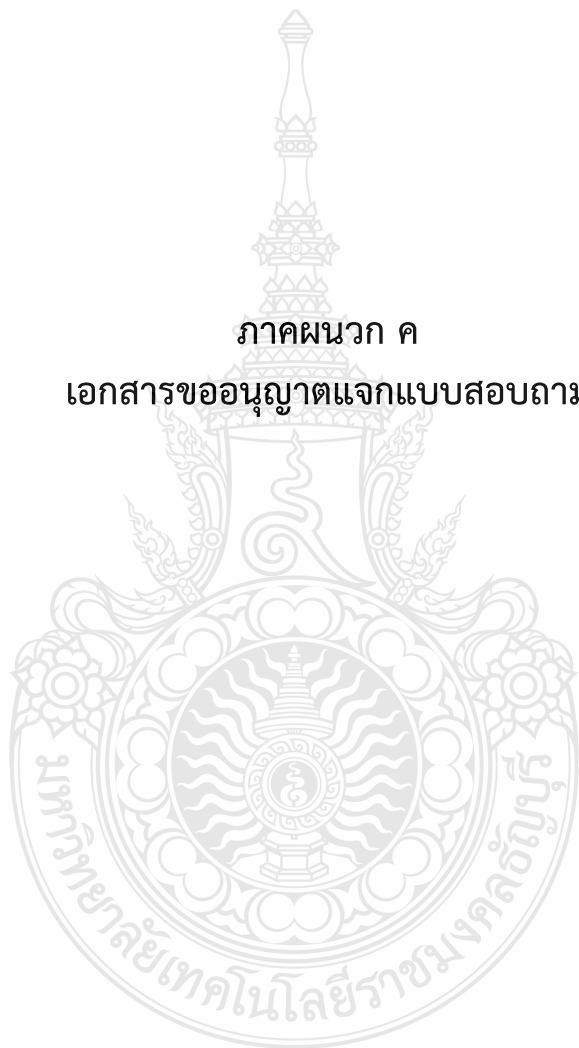 ภาคผนวก ค
เอกสารขออนุญาตแจกแบบสอบถาม
มหาวิทยาลัยเทคโนโลยีราชมงคลธัญบุรี